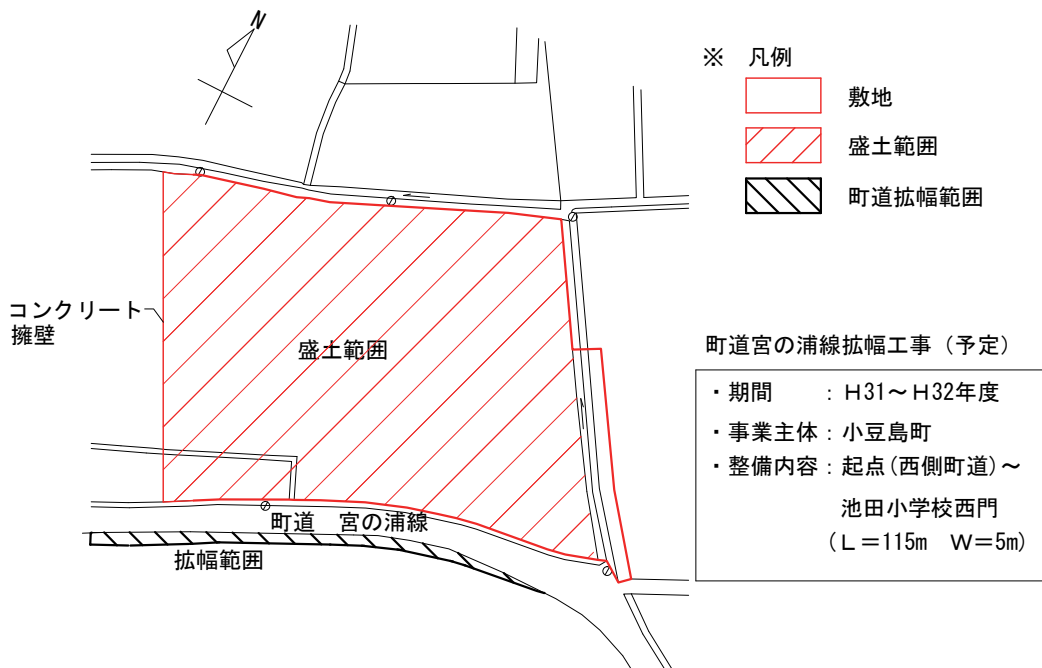 N
※ 凡例
敷地
盛土範囲
町道拡幅範囲
コンクリート
擁壁
盛土範囲
町道 宮の浦線
拡幅範囲
町道宮の浦線拡幅工事（予定）
・期間 ：H31～H32年度
・事業主体：小豆島町
・整備内容：起点(西側町道)～
池田小学校西門
（L＝115m W＝5m）